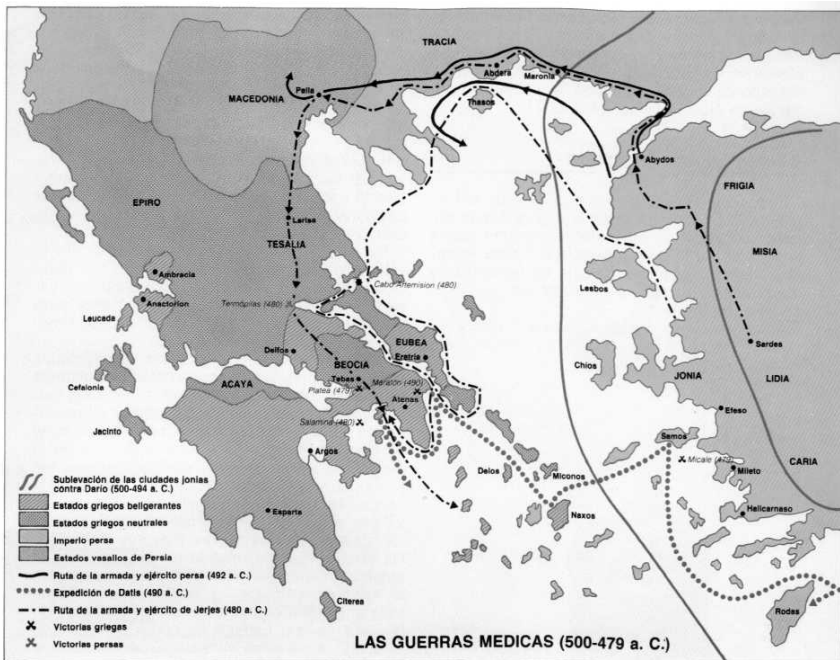 TRACIA
Abdera
Maronia
Pella
MACEDONIA
Thasos
Abydos
FRIGIA
EPIRO
Larisa
TESALIA
MISIA
Ambracia
Cabo Artemision (480)
Anactorion
Termópilas (480)
Lesbos
Leucada
Sardes
Delfos
EUBEA
Eretria
BEOCIA
Tebas
Maratón (490)
Platea (479)
Quios
JONIA
LIDIA
Cefalonia
ACAYA
Atenas
Efeso
Jacinto
Salamina (480)
Argos
Samos
Micale (479)
CARIA
Delos
Miconos
Mileto
Naxos
Halicarnaso
Esparta
Rodas
Citerea
Sublevación de las ciudades jonias
contra Darío (500-494 a. C.)
Estados griegos beligerantes
Estados griegos neutrales
Imperio persa
Estados vasallos de Persia
Ruta de la armada y ejército persa (492 a. C.)
Expedición de Datis (490 a. C.)
Ruta de la armada y ejército de Jerjes (480 a. C.)
Victorias griegas
Victorias persas
LAS GUERRAS MEDICAS (500-479 a. C.)